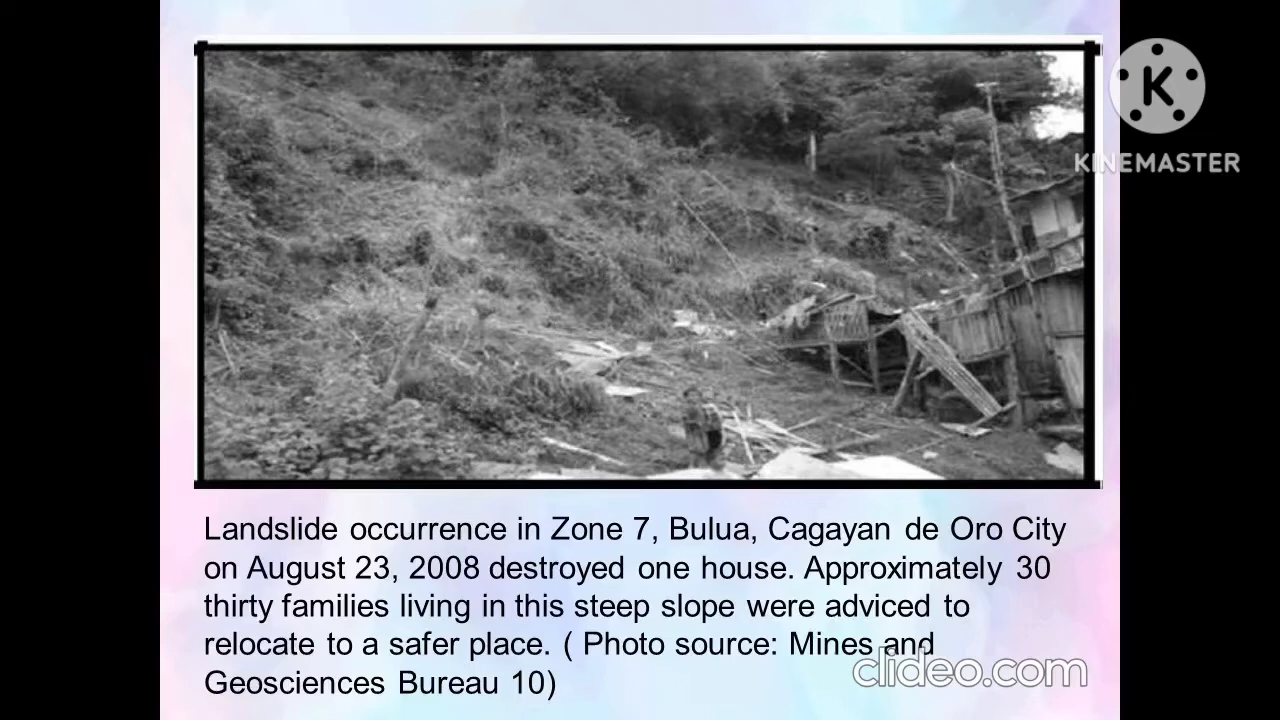 K
KINEMASTER
Landslide occurrence in Zone 7, Bulua, Cagayan de Oro City
on August 23, 2008 destroyed one house. Approximately 30
thirty families living in this steep slope were adviced to
relocate to a safer place. ( Photo source: Mines and
Geosciences Bureau 10)
clideo.com